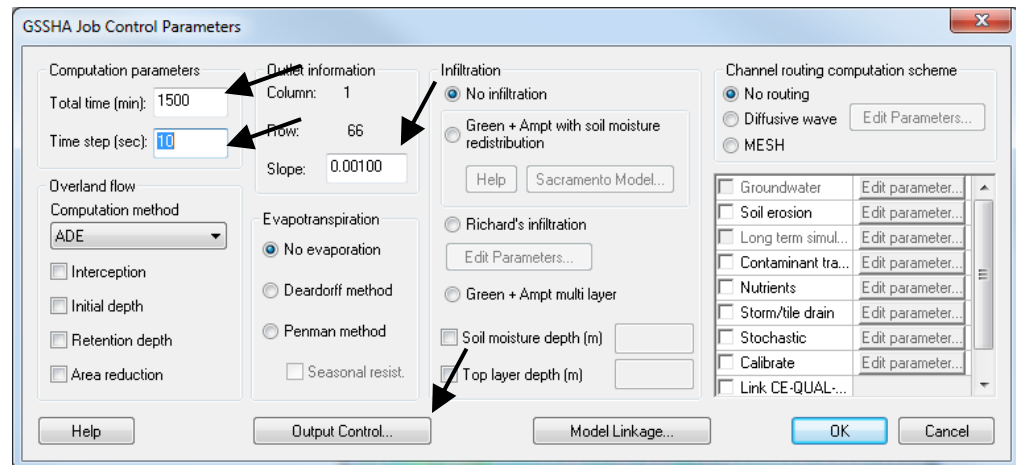 GSSHA Job Control Parameters
Computation parameters
Total time (min): 1500
Time step (sec): 10
Overland flow
Computation method
ADE
Interception
Initial depth
Retention depth
Area reduction
Outlet information
Column: 1
Row: 66
Slope: 0.00100
Evapotranspiration
No evaporation
Deardorff method
Penman method
Seasonal resist.
Infiltration
No infiltration
Green + Ampt with soil moisture
redistribution
Help Sacramento Model...
Richard's infiltration
Edit Parameters...
Green + Ampt multi layer
Soil moisture depth (m)
Top layer depth (m)
Channel routing computation scheme
No routing
Diffusive wave Edit Parameters...
MESH
Groundwater Edit parameter...
Soil erosion Edit parameter...
Long term simul... Edit parameter...
Contaminant tra... Edit parameter...
Nutrients Edit parameter...
Storm/tile drain Edit parameter...
Stochastic Edit parameter...
Calibrate Edit parameter...
Link CE-QUAL-...
Help Output Control... Model Linkage... OK Cancel